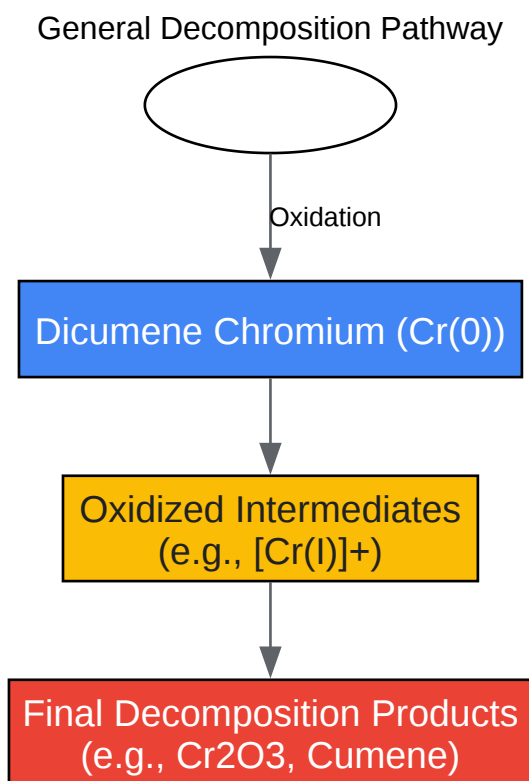 General Decomposition Pathway
Oxidation
Dicumene Chromium (Cr(0))
Oxidized Intermediates
(e.g., [Cr(I)]+)
Final Decomposition Products
(e.g., Cr2O3, Cumene)